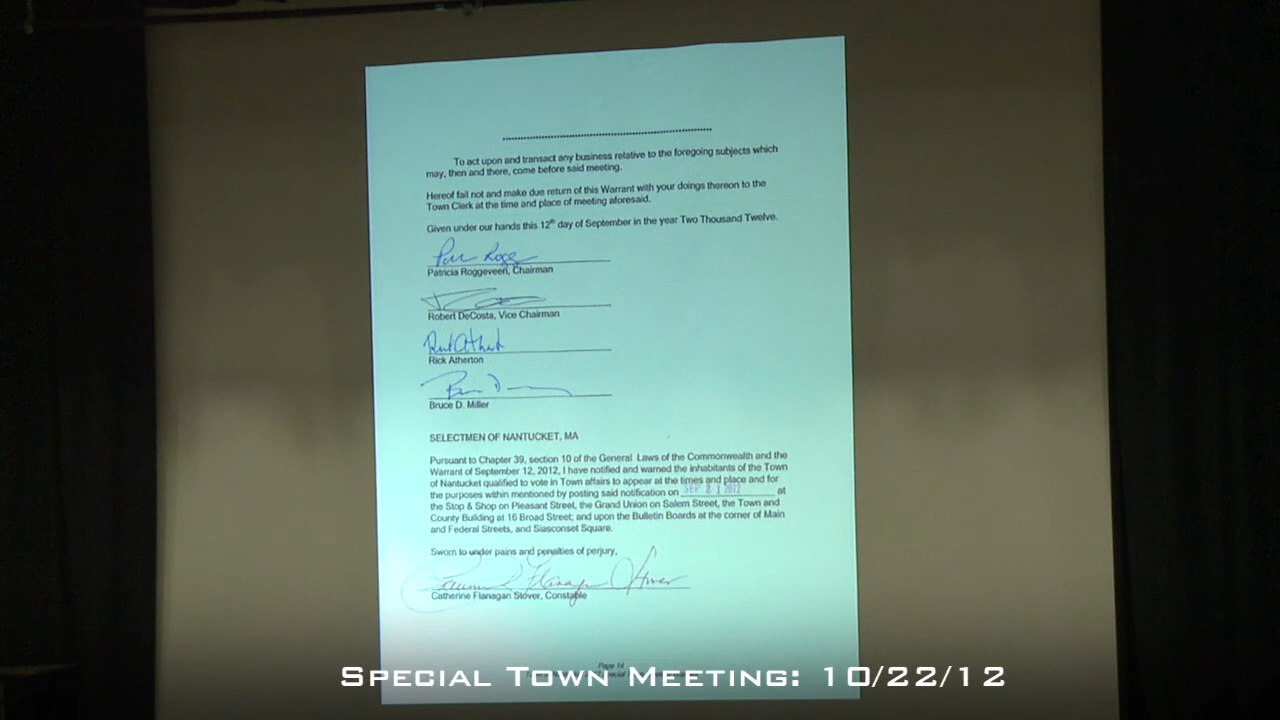 To act upon and transact any business relative to the foregoing subjects which
may, then and there, come before said meeting.
Hereof fail not and make due return of this Warrant with your doings thereon to the
Town Clerk at the time and place of meeting aforesaid.
Given under our hands this 12th day of September in the year Two Thousand Twelve.
Patricia Roggeveen, Chairman
Robert DeCosta, Vice Chairman
Rick Atherton
Bruce D. Miller
SELECTMEN OF NANTUCKET, MA
Pursuant to Chapter 39, section 10 of the General Laws of the Commonwealth and the
Warrant of September 12, 2012, I have notified and warned the inhabitants of the Town
of Nantucket qualified to vote in Town affairs to appear at the times and place and for
the purposes within mentioned by posting said notification on SEP 2012 at
the Stop & Shop on Pleasant Street, the Grand Union on Salem Street, the Town and
County Building at 16 Broad Street; and upon the Bulletin Boards at the corner of Main
and Federal Streets, and Siasconset Square.
Sworn to under pains and penalties of perjury,
Catherine Flanagan Stover
Catherine Flanagan Stover, Constable
Page 14
SPECIAL TOWN MEETING: 10/22/12